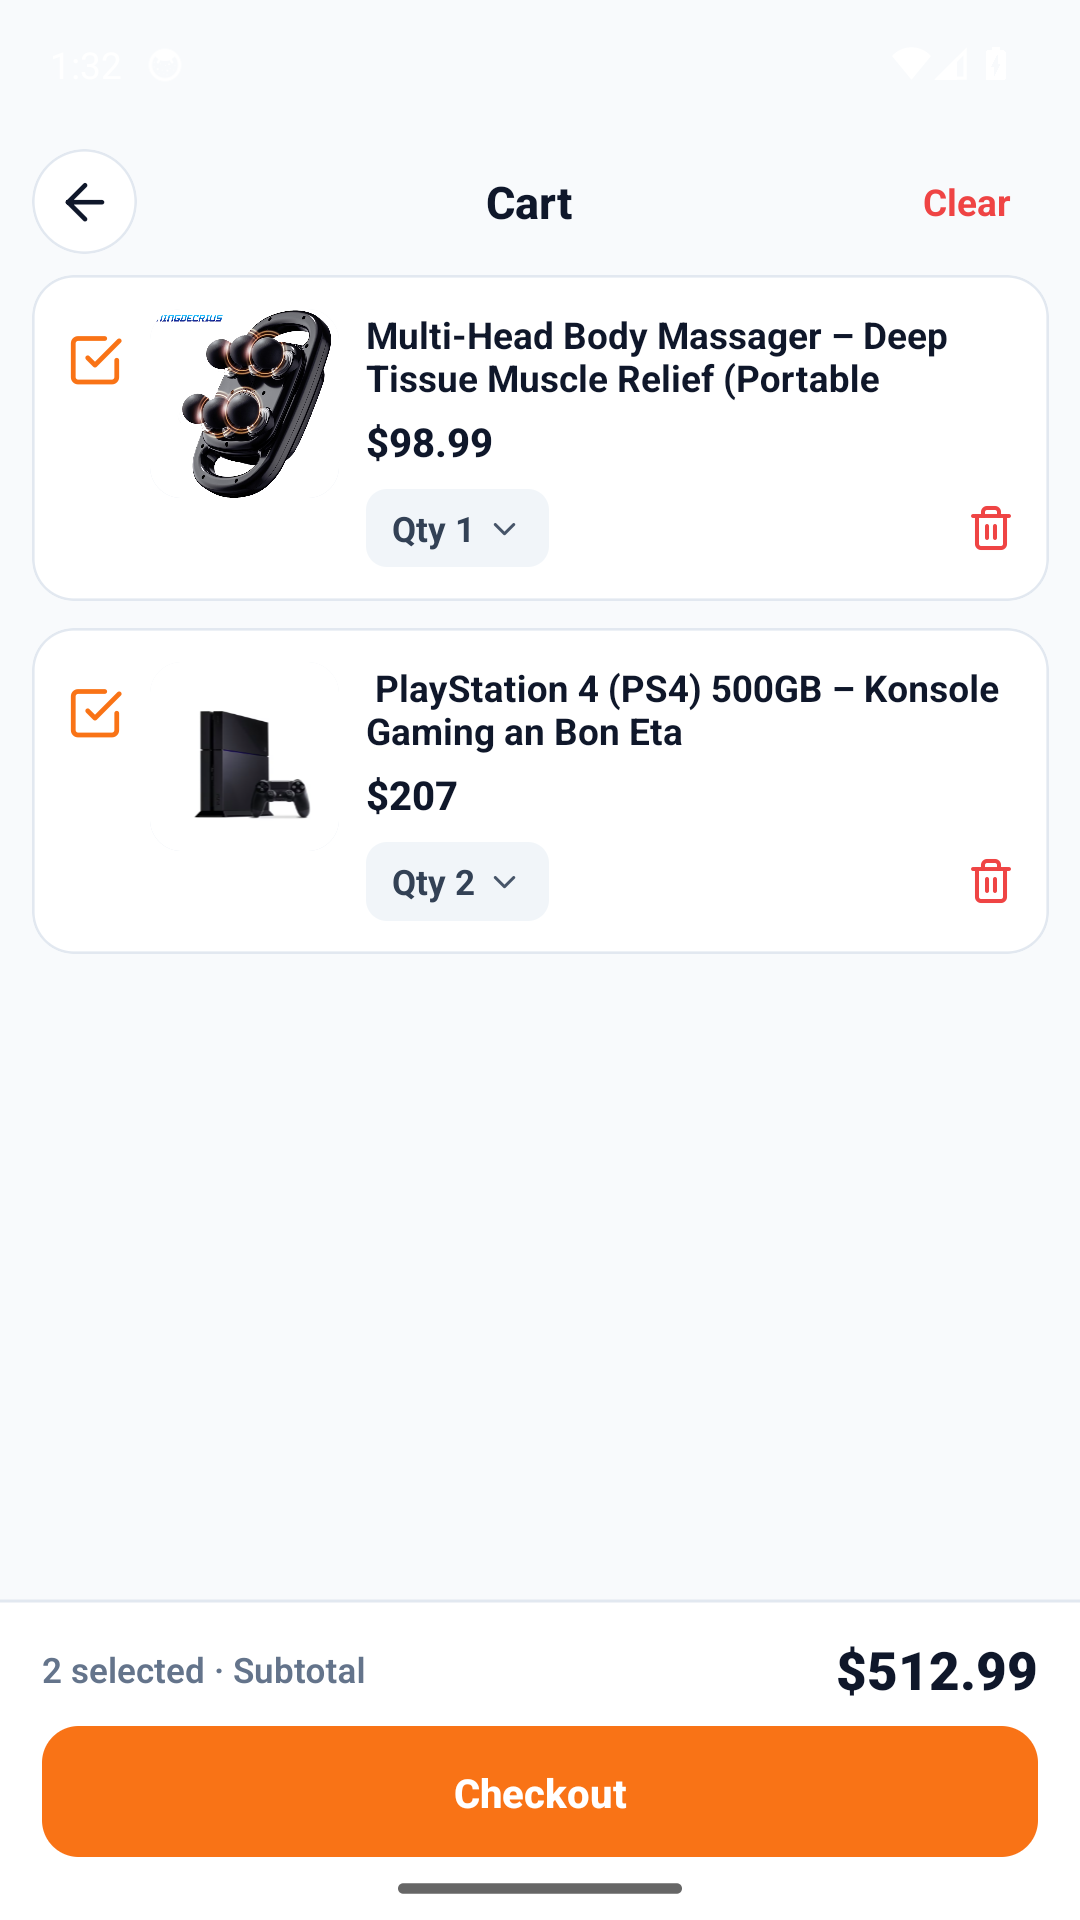 1:32
Cart
Clear
Multi-Head Body Massager – Deep
Tissue Muscle Relief (Portable
$98.99
Qty 1
PlayStation 4 (PS4) 500GB – Konsole
Gaming an Bon Eta
$207
Qty 2
2 selected · Subtotal
$512.99
Checkout